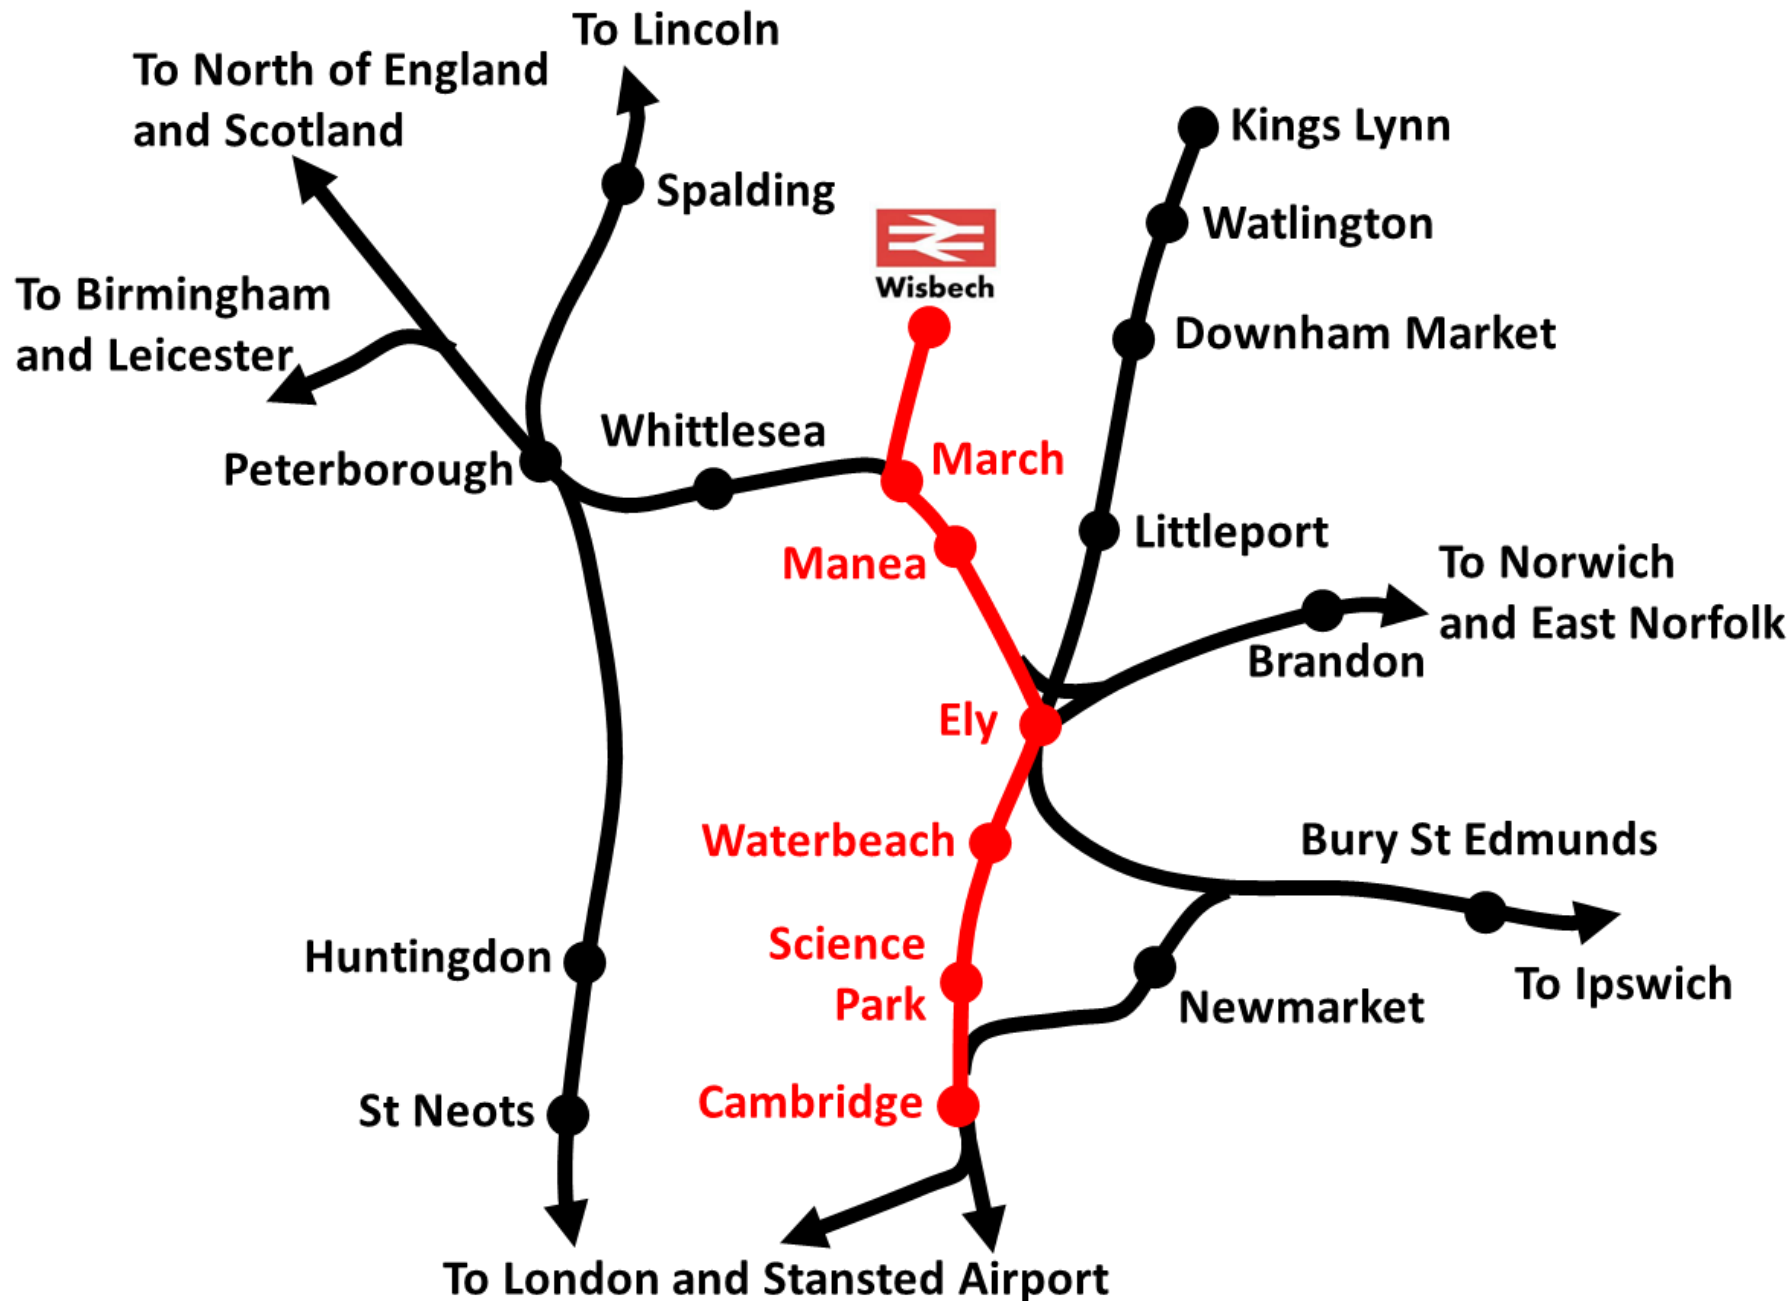 To Lincoln
To North of England
and Scotland
Kings Lynn
Spalding
Watlington
Wisbech
To Birmingham
and Leicester
Downham Market
Whittlesea
March
Peterborough
Littleport
Manea
To Norwich
and East Norfolk
Brandon
Ely
Waterbeach
Bury St Edmunds
Science
Park
Huntingdon
To Ipswich
Newmarket
Cambridge
St Neots
To London and Stansted Airport